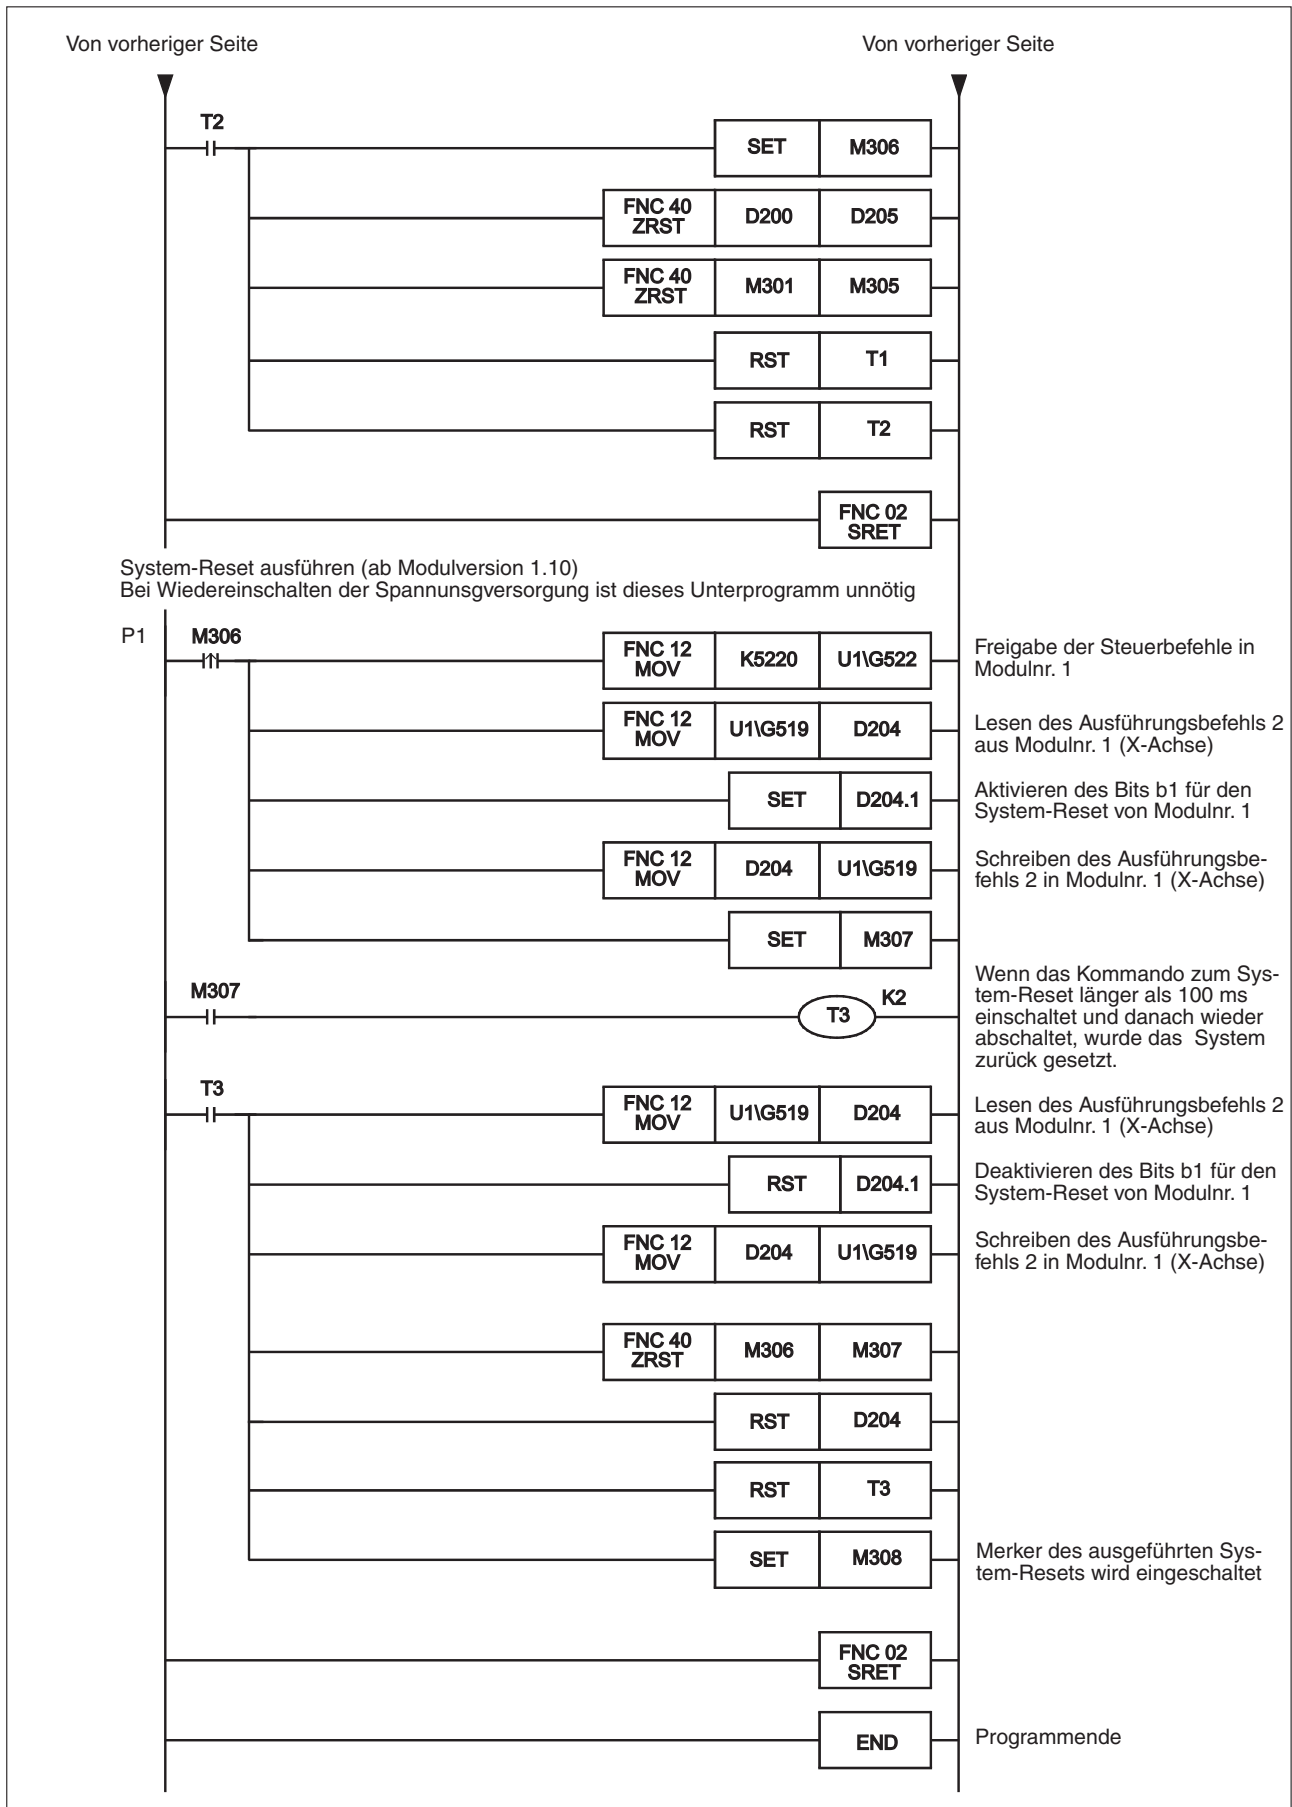 Von vorheriger Seite
Von vorheriger Seite
T2
SET M306
FNC 40
ZRST
D200 D205
FNC 40
ZRST
M301 M305
RST T1
RST T2
FNC 02
SRET
System-Reset ausführen (ab Modulversion 1.10)
Bei Wiedereinschalten der Spannunsgversorgung ist dieses Unterprogramm unnötig
P1
M306
FNC 12
MOV
K5220 U1\G522
Freigabe der Steuerbefehle in
Modulnr. 1
FNC 12
MOV
U1\G519 D204
Lesen des Ausführungsbefehls 2
aus Modulnr. 1 (X-Achse)
SET D204.1
Aktivieren des Bits b1 für den
System-Reset von Modulnr. 1
FNC 12
MOV
D204 U1\G519
Schreiben des Ausführungsbe-
fehls 2 in Modulnr. 1 (X-Achse)
SET M307
M307
T3
K2
Wenn das Kommando zum Sys-
tem-Reset länger als 100 ms
einschaltet und danach wieder
abschaltet, wurde das System
zurück gesetzt.
T3
FNC 12
MOV
U1\G519 D204
Lesen des Ausführungsbefehls 2
aus Modulnr. 1 (X-Achse)
RST D204.1
Deaktivieren des Bits b1 für den
System-Reset von Modulnr. 1
FNC 12
MOV
D204 U1\G519
Schreiben des Ausführungsbe-
fehls 2 in Modulnr. 1 (X-Achse)
FNC 40
ZRST
M306 M307
RST D204
RST T3
SET M308
Merker des ausgeführten Sys-
tem-Resets wird eingeschaltet
FNC 02
SRET
END
Programmende